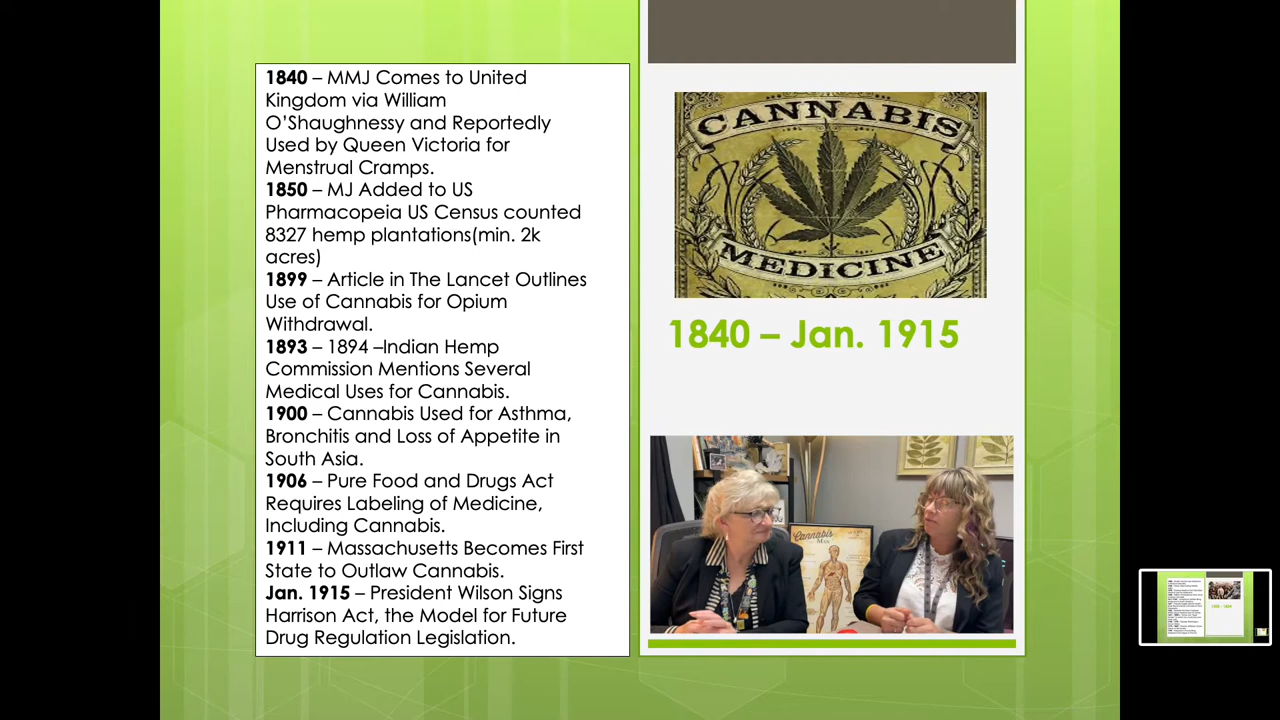 1840 – MMJ Comes to United
Kingdom via William
O'Shaughnessy and Reportedly
Used by Queen Victoria for
Menstrual Cramps.
1850 – MJ Added to US
Pharmacopeia US Census counted
8327 hemp plantations(min. 2k
acres)
1899 – Article in The Lancet Outlines
Use of Cannabis for Opium
Withdrawal.
1893 – 1894 –Indian Hemp
Commission Mentions Several
Medical Uses for Cannabis.
1900 – Cannabis Used for Asthma,
Bronchitis and Loss of Appetite in
South Asia.
1906 – Pure Food and Drugs Act
Requires Labeling of Medicine,
Including Cannabis.
1911 – Massachusetts Becomes First
State to Outlaw Cannabis.
Jan. 1915 – President Wilson Signs
Harrison Act, the Model for Future
Drug Regulation Legislation.
CANNABIS
MEDICINE
1840 – Jan. 1915
Cannabis